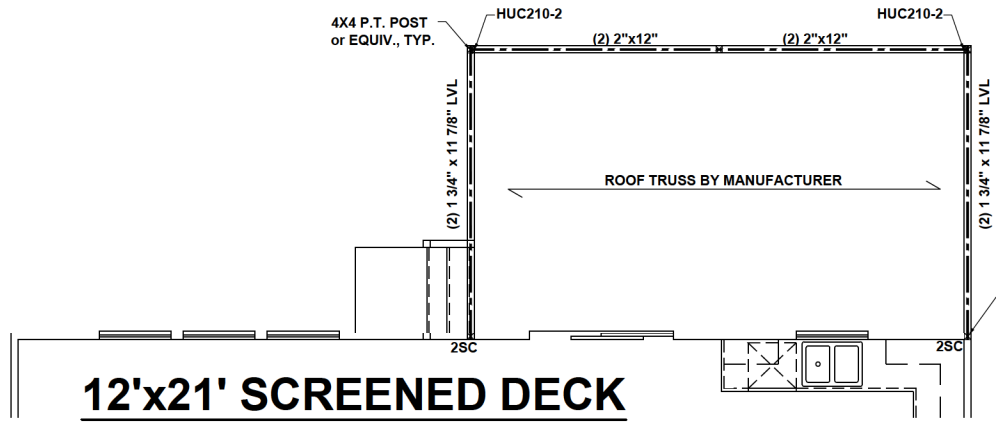 4X4 P.T. POST
or EQUIV., TYP.
HUC210-2
HUC210-2
(2) 2"x12"
(2) 2"x12"
(2) 1 3/4" x 11 7/8" LVL
(2) 1 3/4" x 11 7/8" LVL
ROOF TRUSS BY MANUFACTURER
2SC
2SC
12'x21' SCREENED DECK